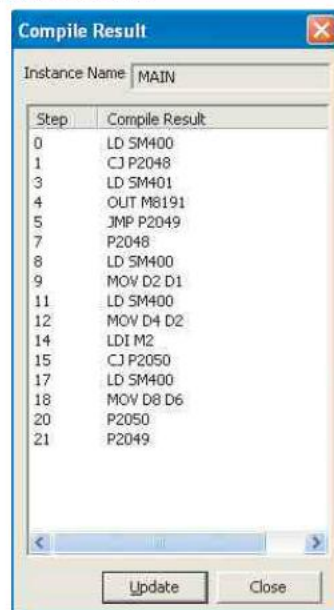 Compile Result
Instance Name MAIN
Step Compile Result
0 LD SM400
1 CJ P2048
3 LD SM401
4 OUT M8191
5 JMP P2049
7 P2048
8 LD SM400
9 MOV D2 D1
11 LD SM400
12 MOV D4 D2
14 LDI M2
15 CJ P2050
17 LD SM400
18 MOV D8 D6
20 P2050
21 P2049
Update Close